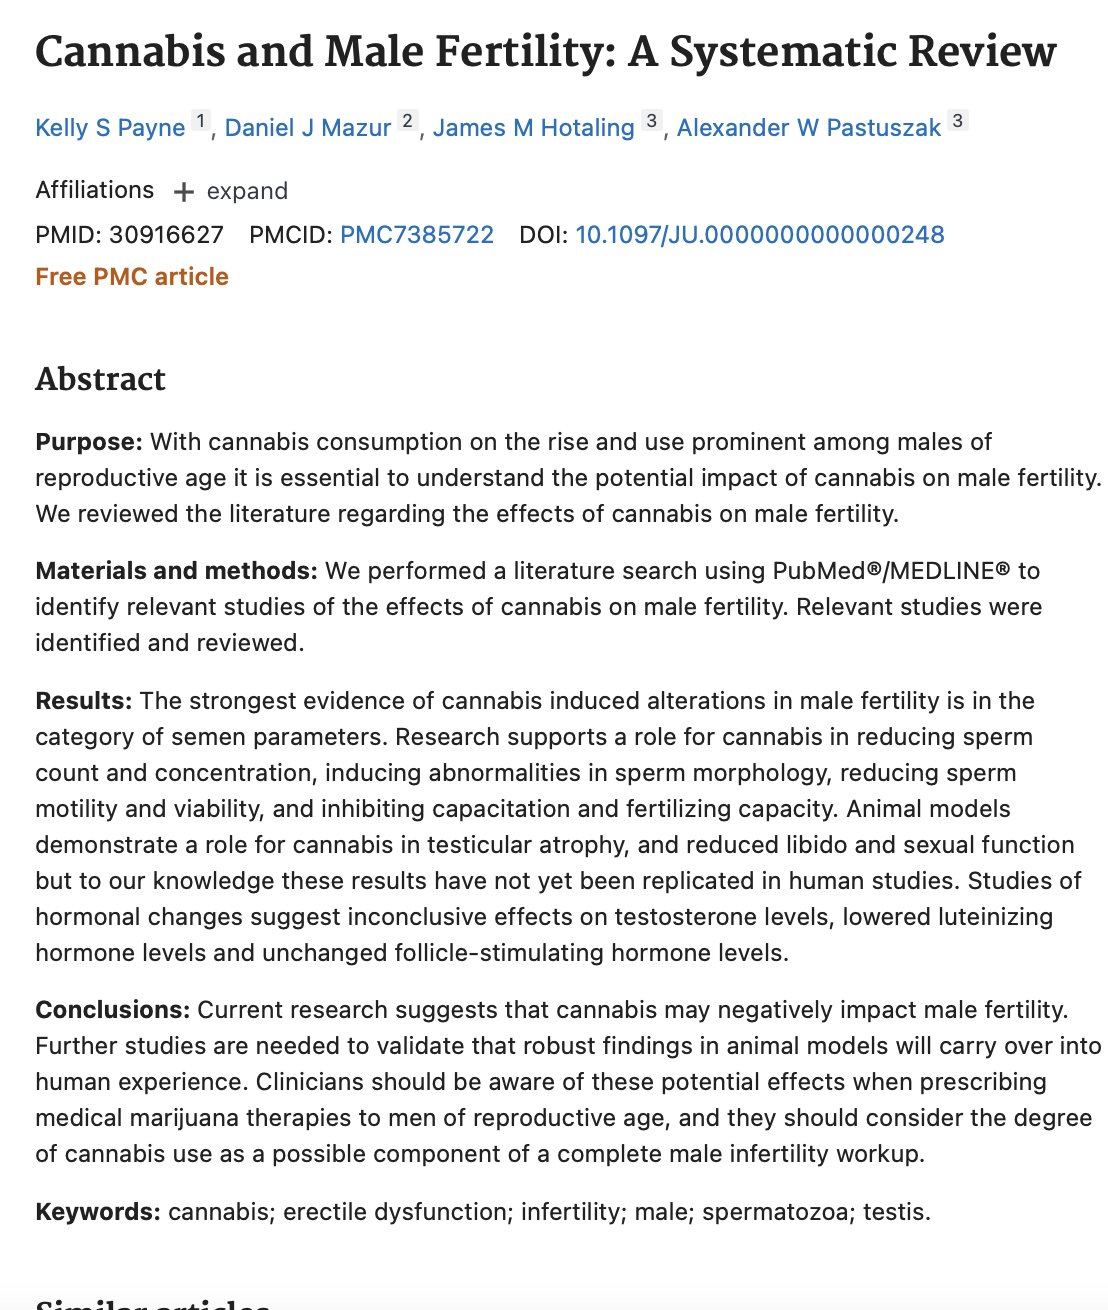 Cannabis and Male Fertility: A Systematic Review
Kelly S Payne 1, Daniel J Mazur 2, James M Hotaling 3, Alexander W Pastuszak 3
Affiliations + expand
PMID: 30916627 PMCID: PMC7385722 DOI: 10.1097/JU.0000000000000248
Free PMC article
Abstract
Purpose: With cannabis consumption on the rise and use prominent among males of
reproductive age it is essential to understand the potential impact of cannabis on male fertility.
We reviewed the literature regarding the effects of cannabis on male fertility.
Materials and methods: We performed a literature search using PubMed®/MEDLINE® to
identify relevant studies of the effects of cannabis on male fertility. Relevant studies were
identified and reviewed.
Results: The strongest evidence of cannabis induced alterations in male fertility is in the
category of semen parameters. Research supports a role for cannabis in reducing sperm
count and concentration, inducing abnormalities in sperm morphology, reducing sperm
motility and viability, and inhibiting capacitation and fertilizing capacity. Animal models
demonstrate a role for cannabis in testicular atrophy, and reduced libido and sexual function
but to our knowledge these results have not yet been replicated in human studies. Studies of
hormonal changes suggest inconclusive effects on testosterone levels, lowered luteinizing
hormone levels and unchanged follicle-stimulating hormone levels.
Conclusions: Current research suggests that cannabis may negatively impact male fertility.
Further studies are needed to validate that robust findings in animal models will carry over into
human experience. Clinicians should be aware of these potential effects when prescribing
medical marijuana therapies to men of reproductive age, and they should consider the degree
of cannabis use as a possible component of a complete male infertility workup.
Keywords: cannabis; erectile dysfunction; infertility; male; spermatozoa; testis.
Similar articles